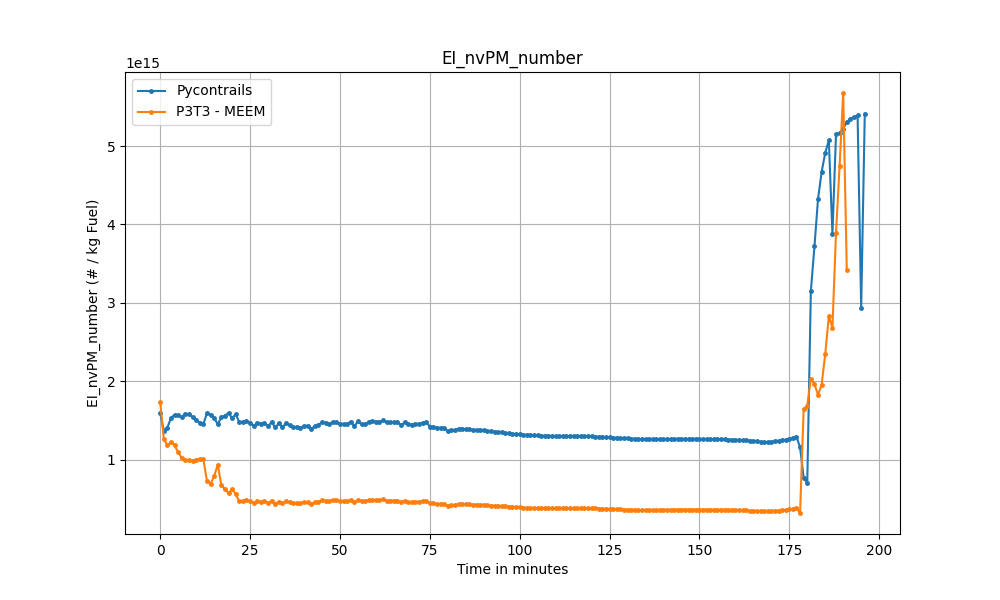 EI_nvPM_number
1e15
Pycontrails
P3T3 - MEEM
EI_nvPM_number (# / kg Fuel)
5
4
3
2
1
0 25 50 75 100 125 150 175 200
Time in minutes